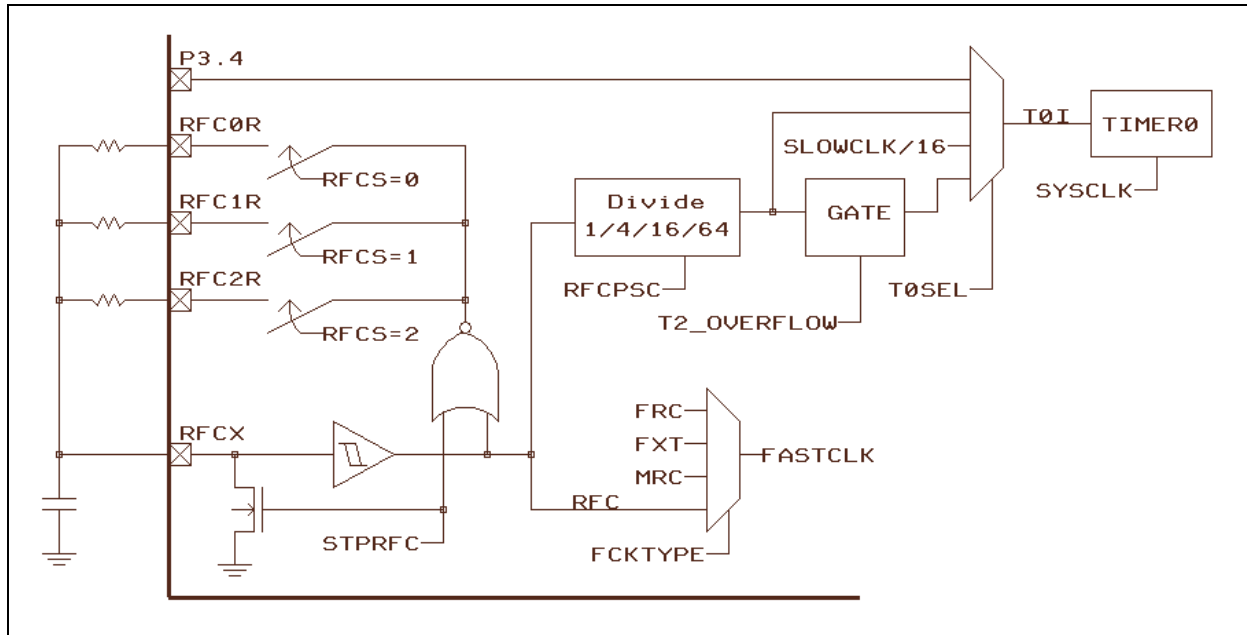 P3.4
RFC0R
RFCS=0
RFC1R
RFCS=1
RFC2R
RFCS=2
RFCX
STPRFC
Divide
1/4/16/64
RFCPSC
GATE
T2_OVERFLOW
SLOWCLK/16
T0SEL
T0I
TIMER0
SYSCLK
FRC
FXT
MRC
RFC
FCKTYPE
FASTCLK